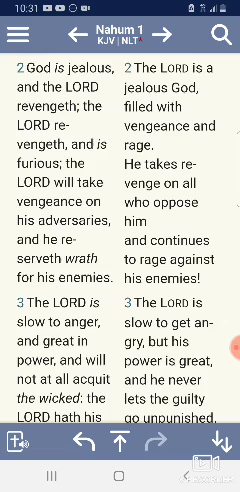 10:31
81%
Nahum 1
KJV | NLT*
2 God is jealous,
and the LORD
revengeth; the
LORD re-
vengeth, and is
furious; the
LORD will take
vengeance on
his adversaries,
and he re-
serveth wrath
for his enemies.
3 The LORD is
slow to anger,
and great in
power, and will
not at all acquit
the wicked: the
LORD hath his
2 The LORD is a
jealous God,
filled with
vengeance and
rage.
He takes re-
venge on all
who oppose
him
and continues
to rage against
his enemies!
3 The LORD is
slow to get an-
gry, but his
power is great,
and he never
lets the guilty
go unpunished.